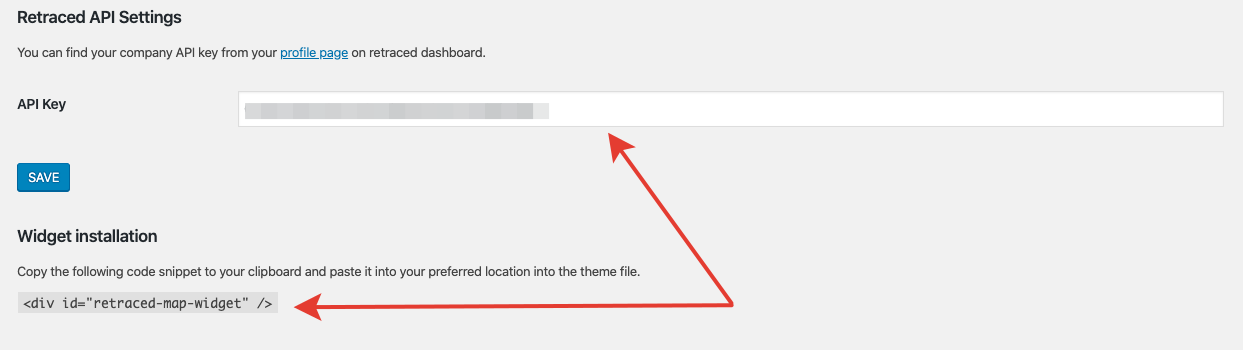 Retraced API Settings
You can find your company API key from your profile page on retraced dashboard.
API Key
SAVE
Widget installation
Copy the following code snippet to your clipboard and paste it into your preferred location into the theme file.
<div id="retraced-map-widget" />